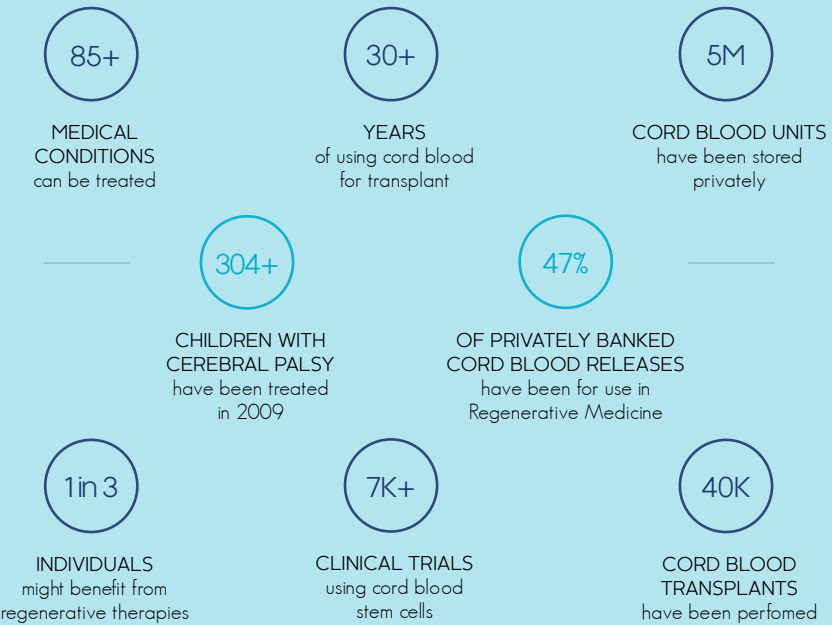 85+
MEDICAL
CONDITIONS
can be treated
30+
YEARS
of using cord blood
for transplant
5M
CORD BLOOD UNITS
have been stored
privately
304+
CHILDREN WITH
CEREBRAL PALSY
have been treated
in 2009
47%
OF PRIVATELY BANKED
CORD BLOOD RELEASES
have been for use in
Regenerative Medicine
1 in 3
INDIVIDUALS
might benefit from
regenerative therapies
7K+
CLINICAL TRIALS
using cord blood
stem cells
40K
CORD BLOOD
TRANSPLANTS
have been perfomed